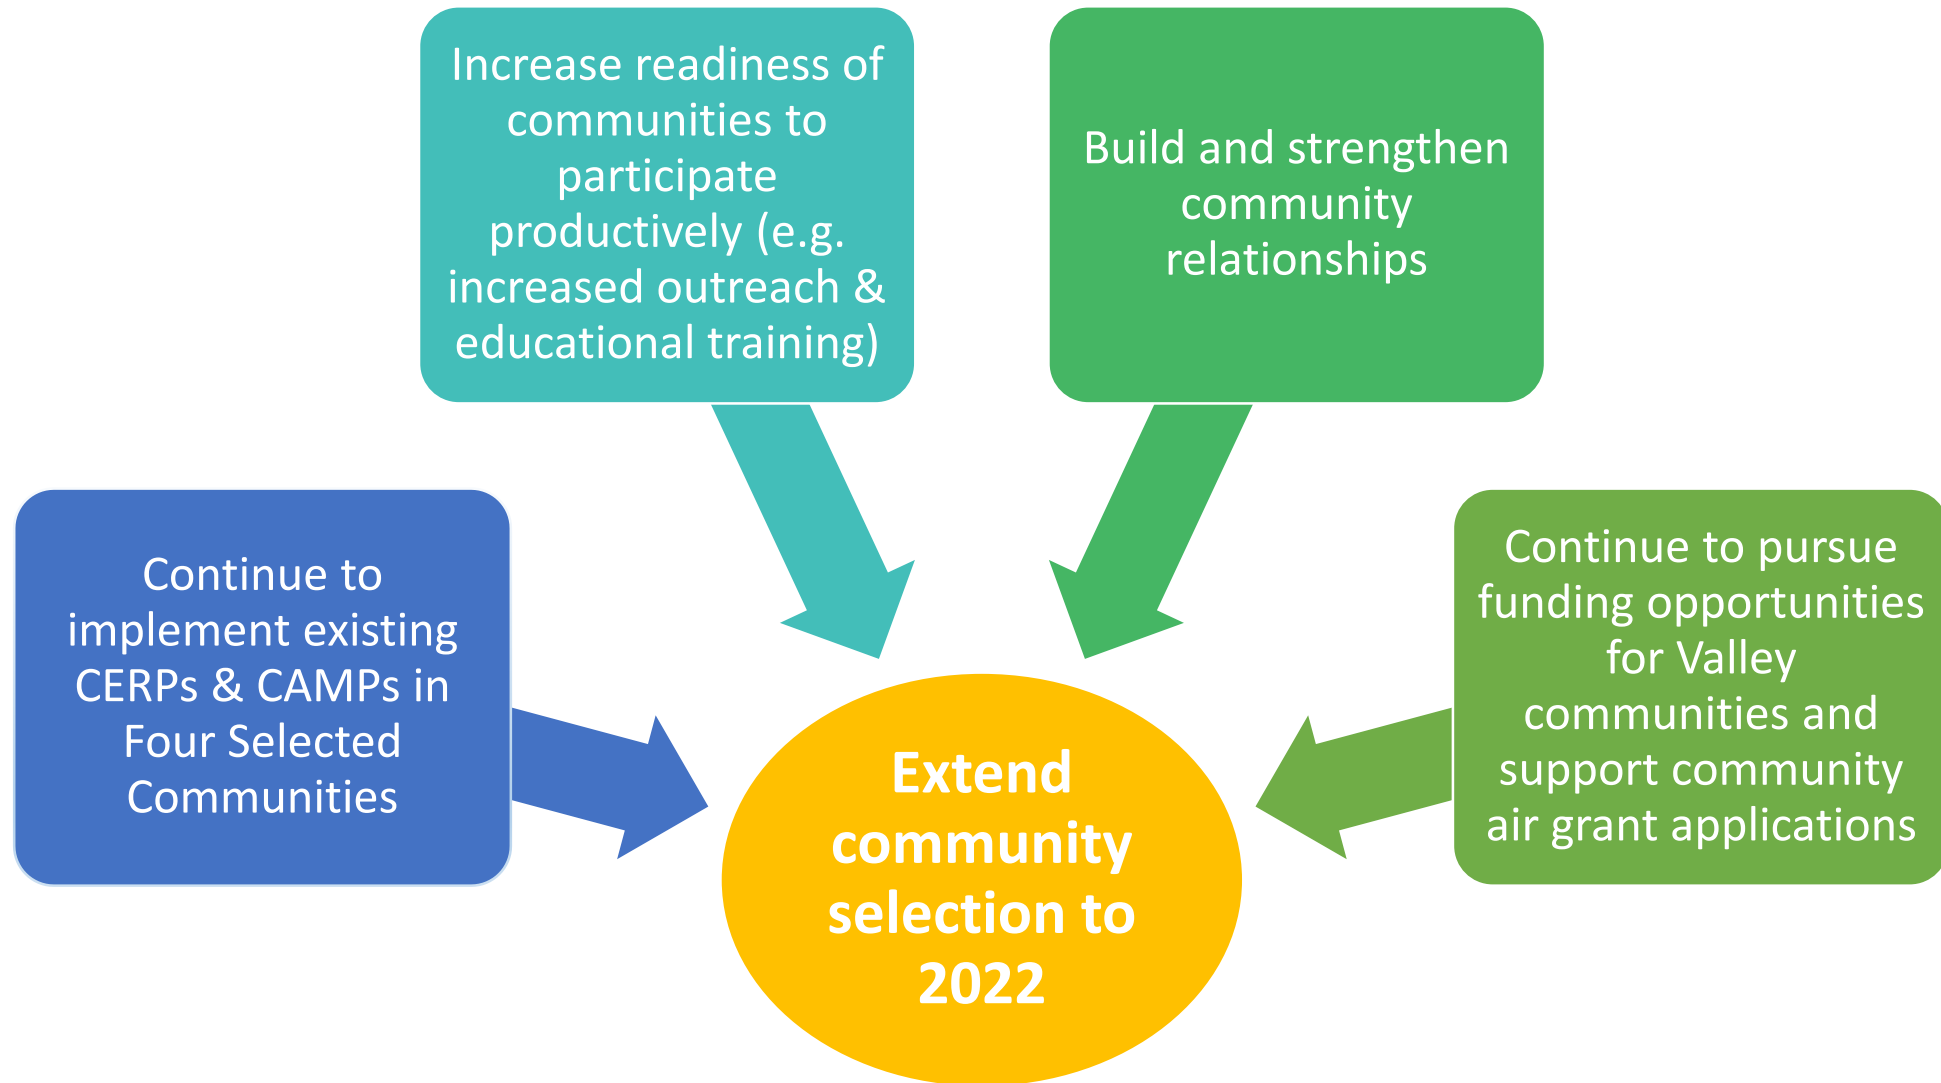 Increase readiness of
communities to
participate
productively (e.g.
increased outreach &
educational training)
Build and strengthen
community
relationships
Continue to
implement existing
CERPs & CAMPs in
Four Selected
Communities
Continue to pursue
funding opportunities
for Valley
communities and
support community
air grant applications
Extend
community
selection to
2022